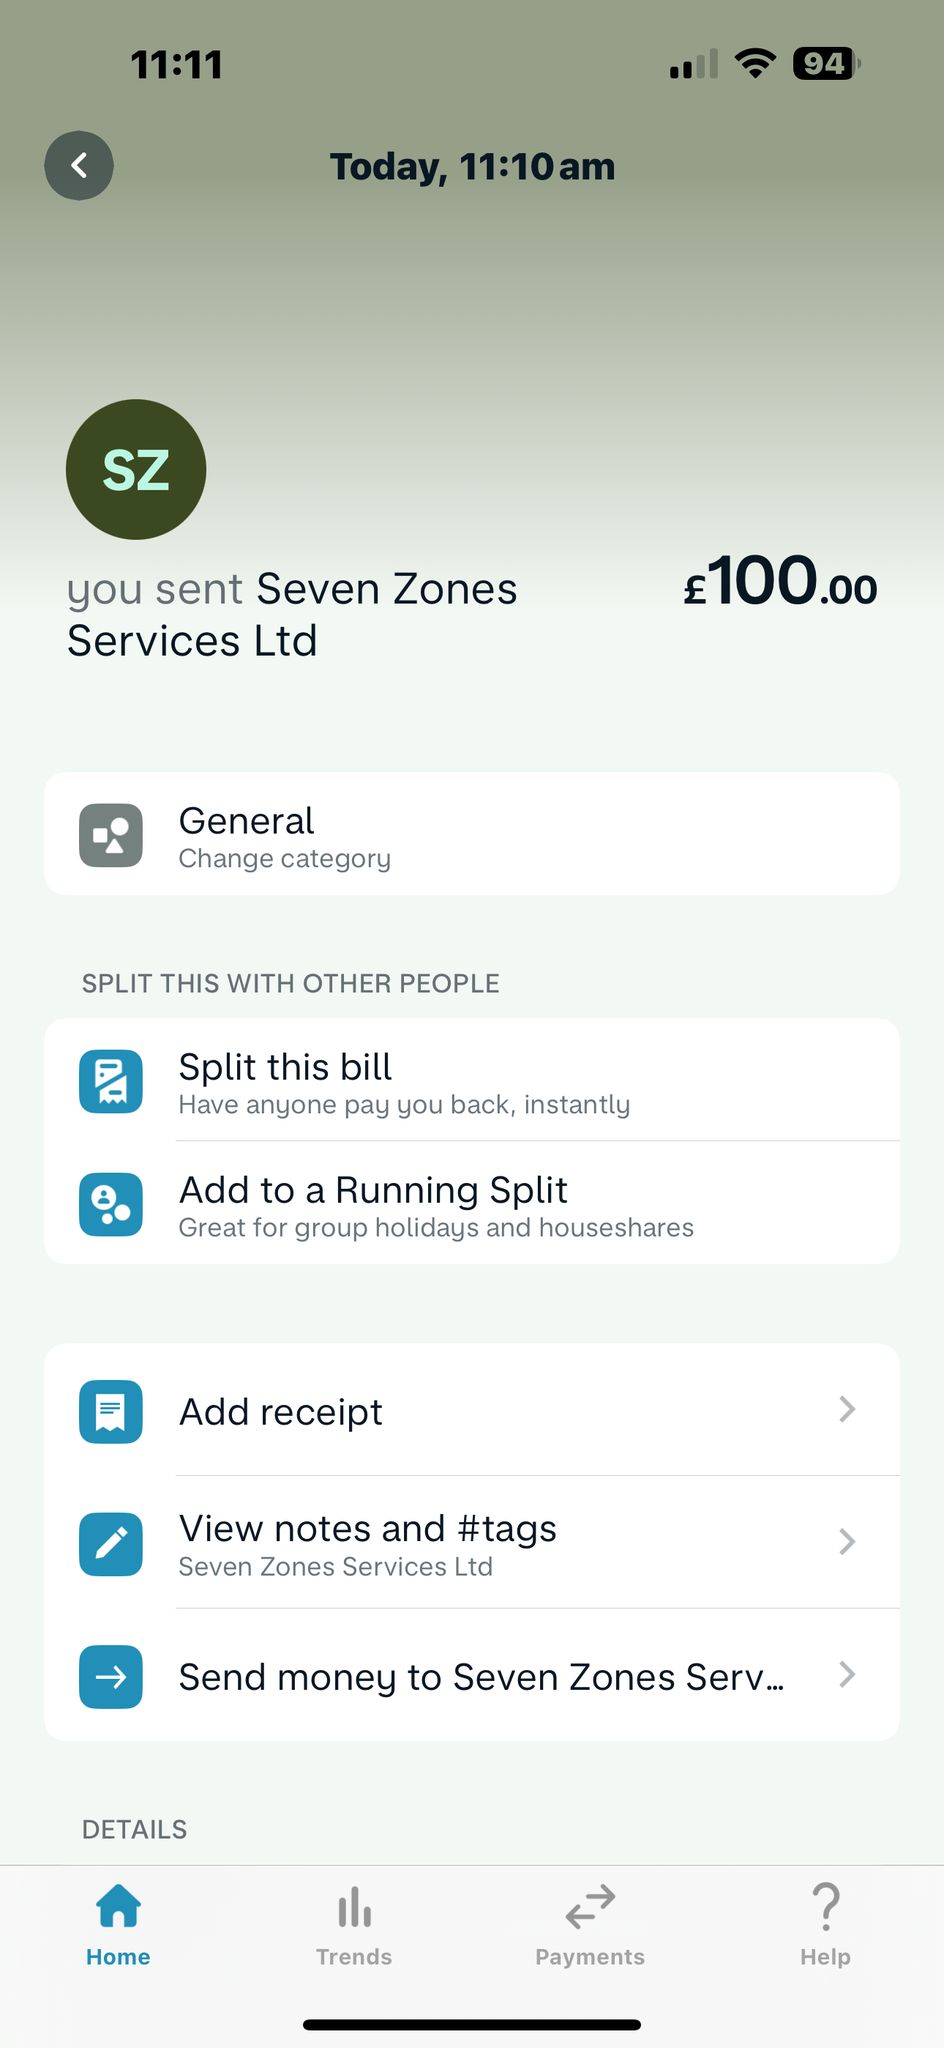 11:11
94
Today, 11:10 am
SZ
you sent Seven Zones
Services Ltd
£100.00
General
Change category
SPLIT THIS WITH OTHER PEOPLE
Split this bill
Have anyone pay you back, instantly
Add to a Running Split
Great for group holidays and houseshares
Add receipt
View notes and #tags
Seven Zones Services Ltd
Send money to Seven Zones Serv...
DETAILS
Home
Trends
Payments
Help